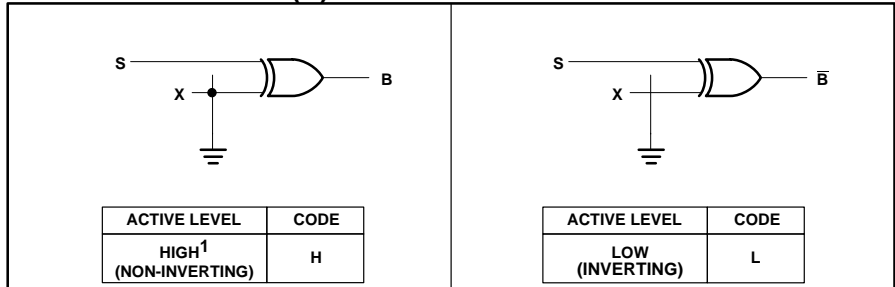 S
B
X
ACTIVE LEVEL CODE
HIGH1
(NON-INVERTING)
H
S
B̅
X
ACTIVE LEVEL CODE
LOW
(INVERTING)
L